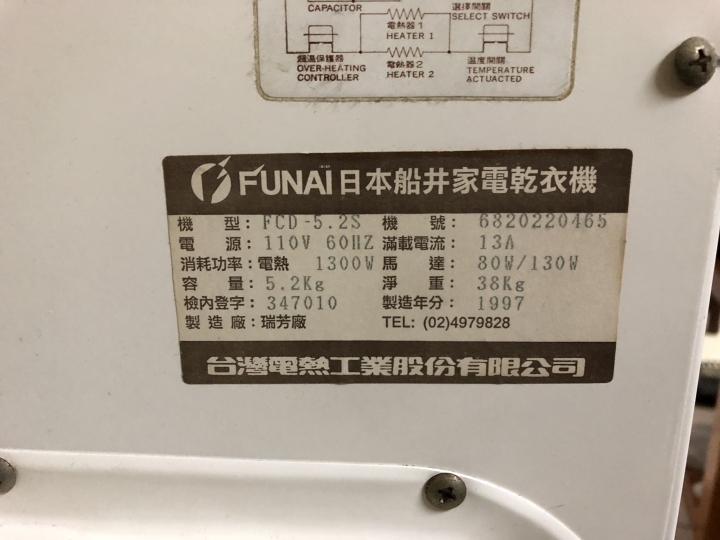 CAPACITOR
選擇開關
SELECT SWITCH
電熱器1
HEATER 1
超溫保護器
OVER-HEATING
CONTROLLER
電熱器2
HEATER 2
溫度開關
TEMPERATURE
ACTUACTED
FUNAI日本船井家電乾衣機
機 型：FCD-5.2S 機 號：6820220465
電 源：110V 60HZ 滿載電流：13A
消耗功率：電熱 1300W 馬 達：80W/130W
容 量：5.2Kg 淨 重：38Kg
檢內登字：347010 製造年分：1997
製 造 廠：瑞芳廠 TEL: (02)4979828
台灣電熱工業股份有限公司